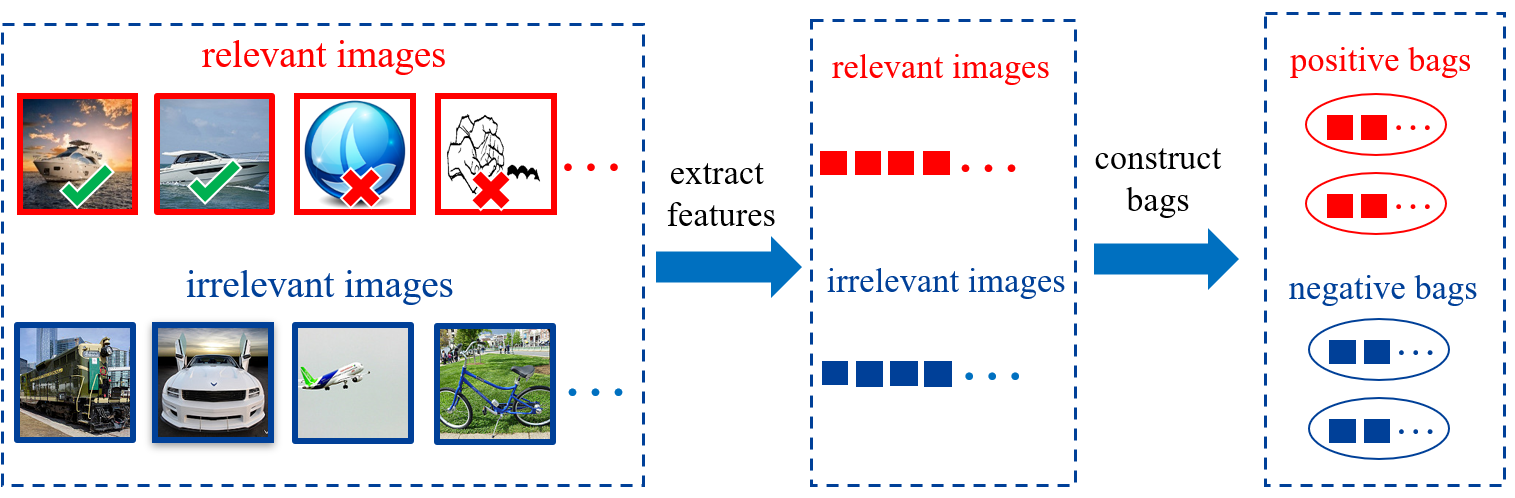 relevant images
irrelevant images
extract
features
relevant images
irrelevant images
construct
bags
positive bags
negative bags